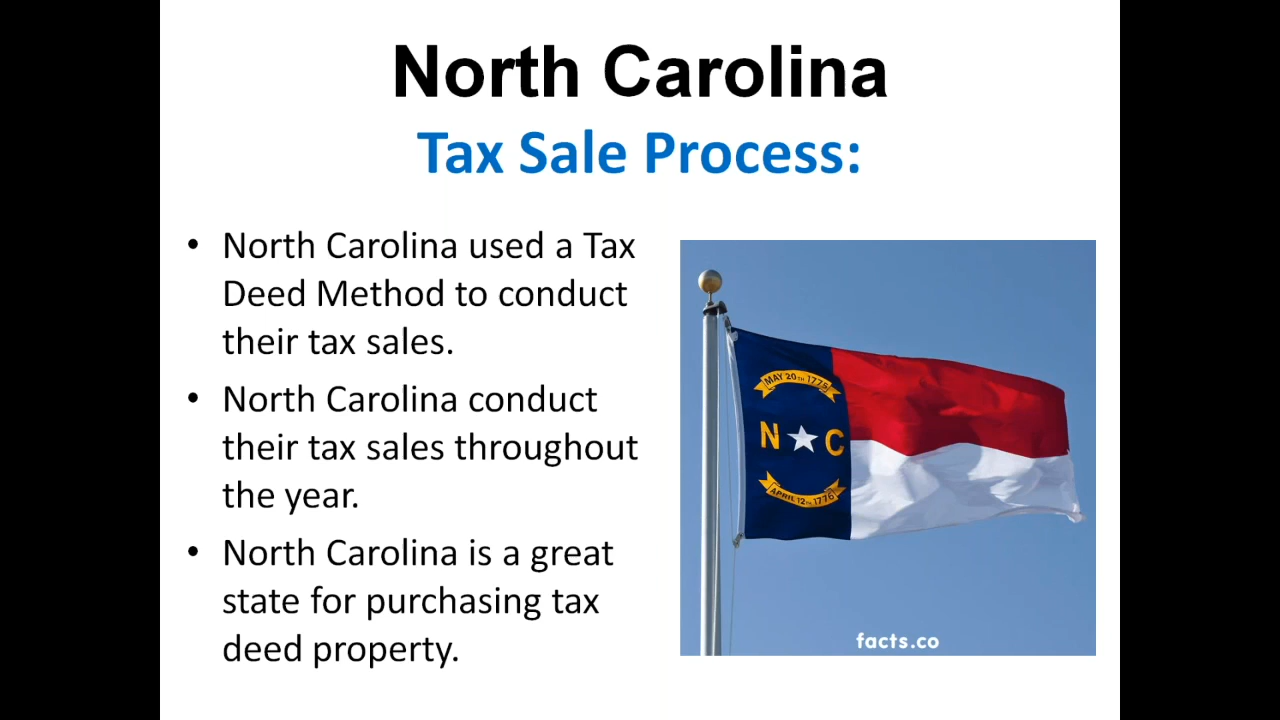 North Carolina
Tax Sale Process:
• North Carolina used a Tax
Deed Method to conduct
their tax sales.
• North Carolina conduct
their tax sales throughout
the year.
• North Carolina is a great
state for purchasing tax
deed property.
MAY 20TH 1775
N C
APRIL 12TH 1776
facts.co